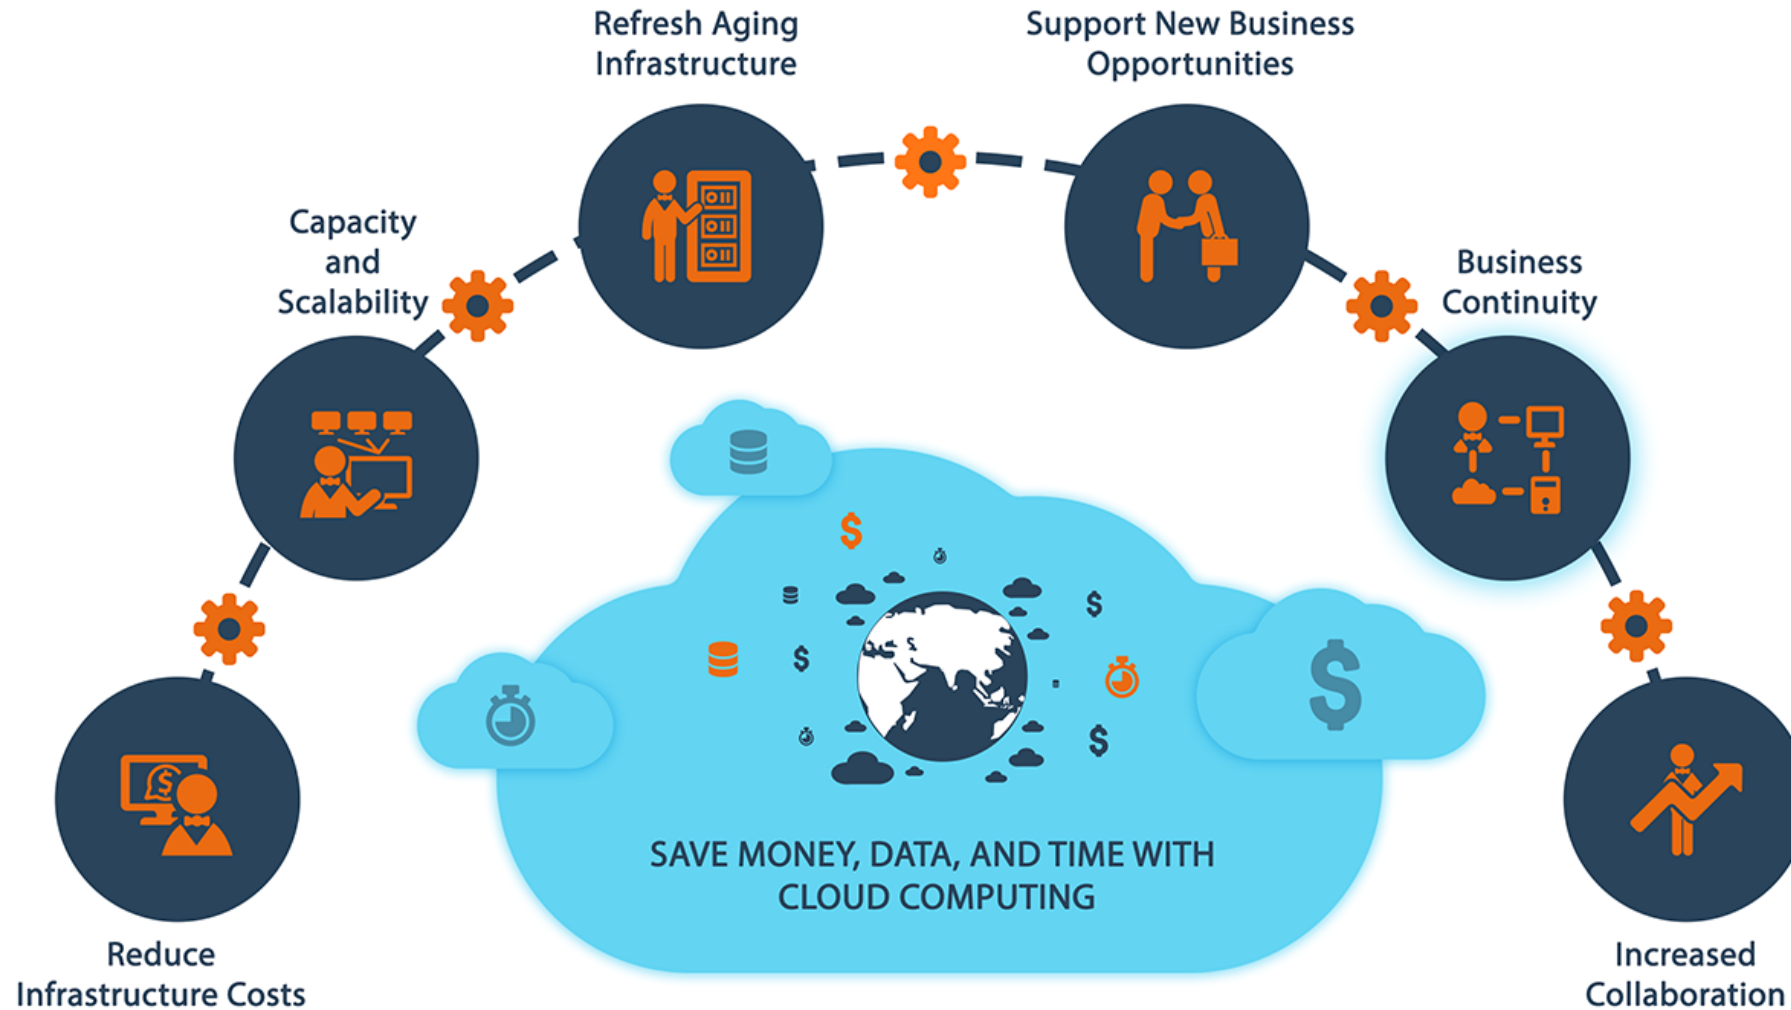 Refresh Aging
Infrastructure
Support New Business
Opportunities
Capacity
and
Scalability
Business
Continuity
SAVE MONEY, DATA, AND TIME WITH
CLOUD COMPUTING
Reduce
Infrastructure Costs
Increased
Collaboration